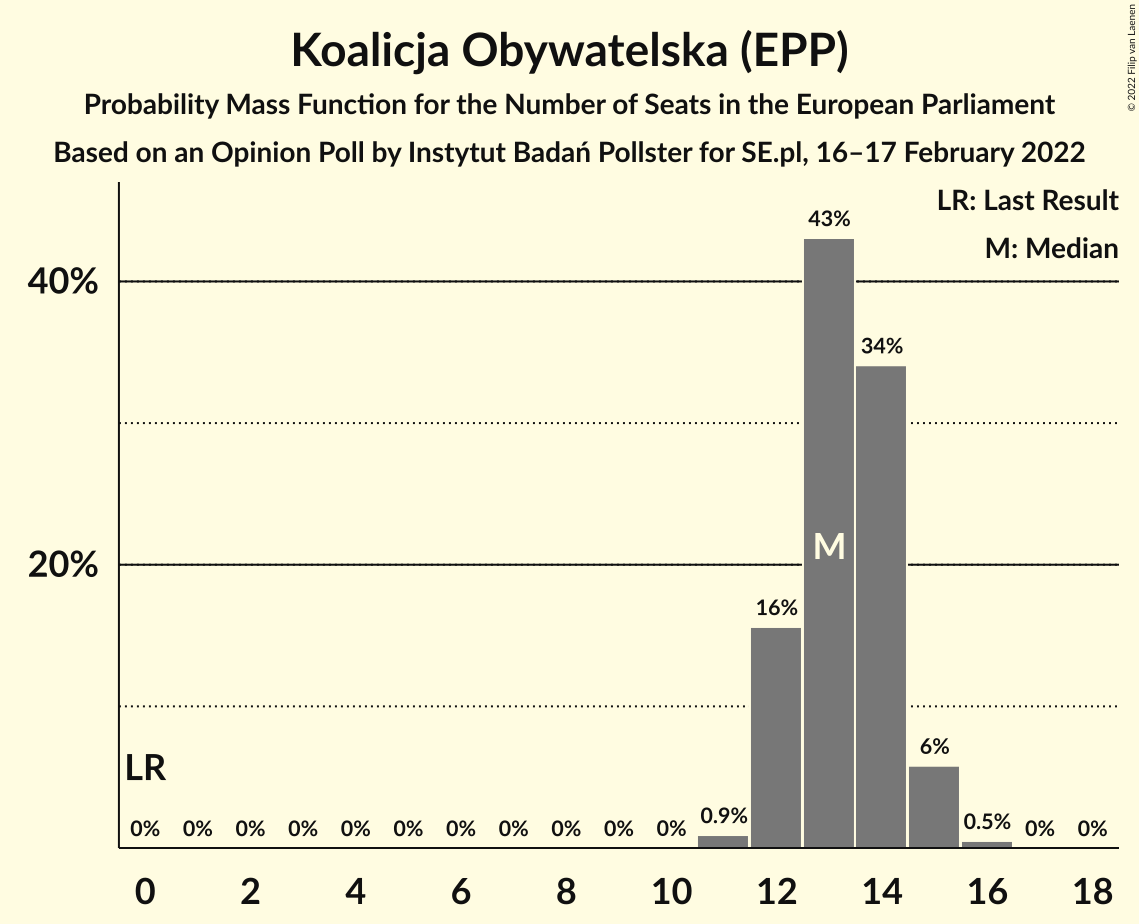 Koalicja Obywatelska (EPP)
Probability Mass Function for the Number of Seats in the European Parliament
Based on an Opinion Poll by Instytut Badań Pollster for SE.pl, 16–17 February 2022
© 2022 Filip van Laenen
LR: Last Result
M: Median
40%
20%
43%
34%
M
16%
6%
LR
0% 0% 0% 0% 0% 0% 0% 0% 0% 0% 0% 0.9% 0.5% 0% 0%
0 2 4 6 8 10 12 14 16 18